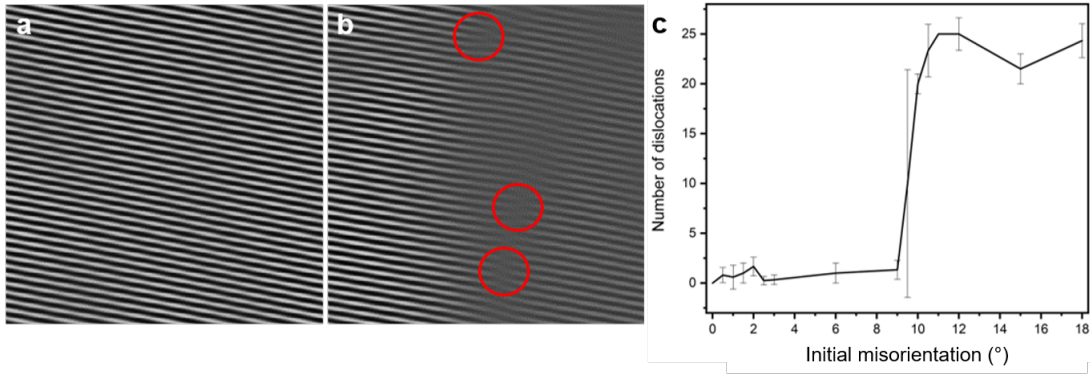 a
b
c
Number of dislocations
25
20
15
10
5
0
0 2 4 6 8 10 12 14 16 18
Initial misorientation (°)